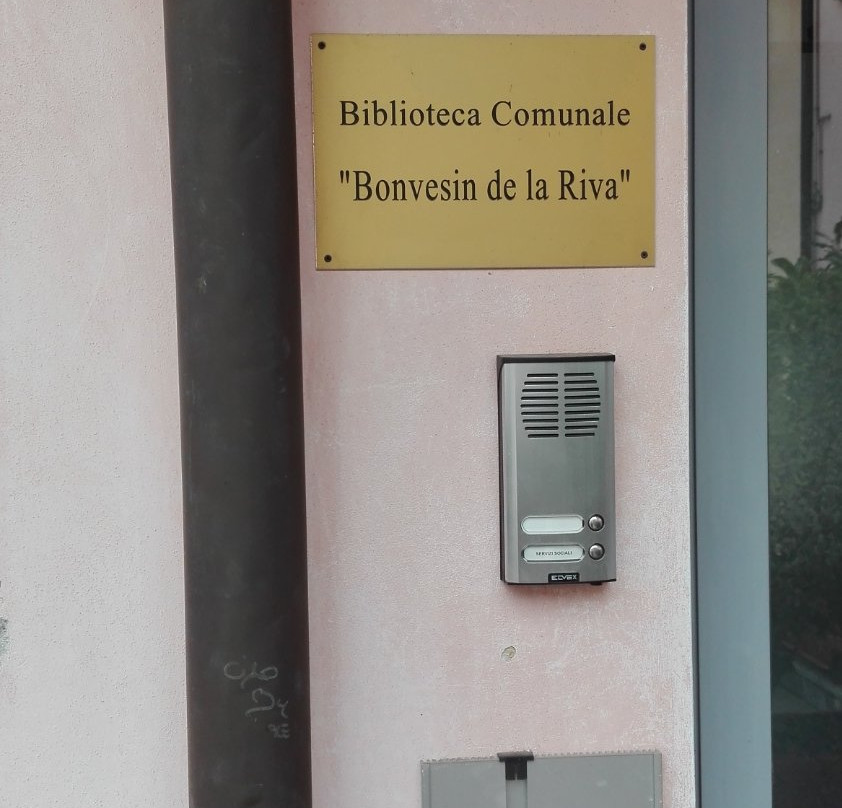 Biblioteca Comunale
"Bonvesin de la Riva"
SERVIZI SOCIALI
ELVOX